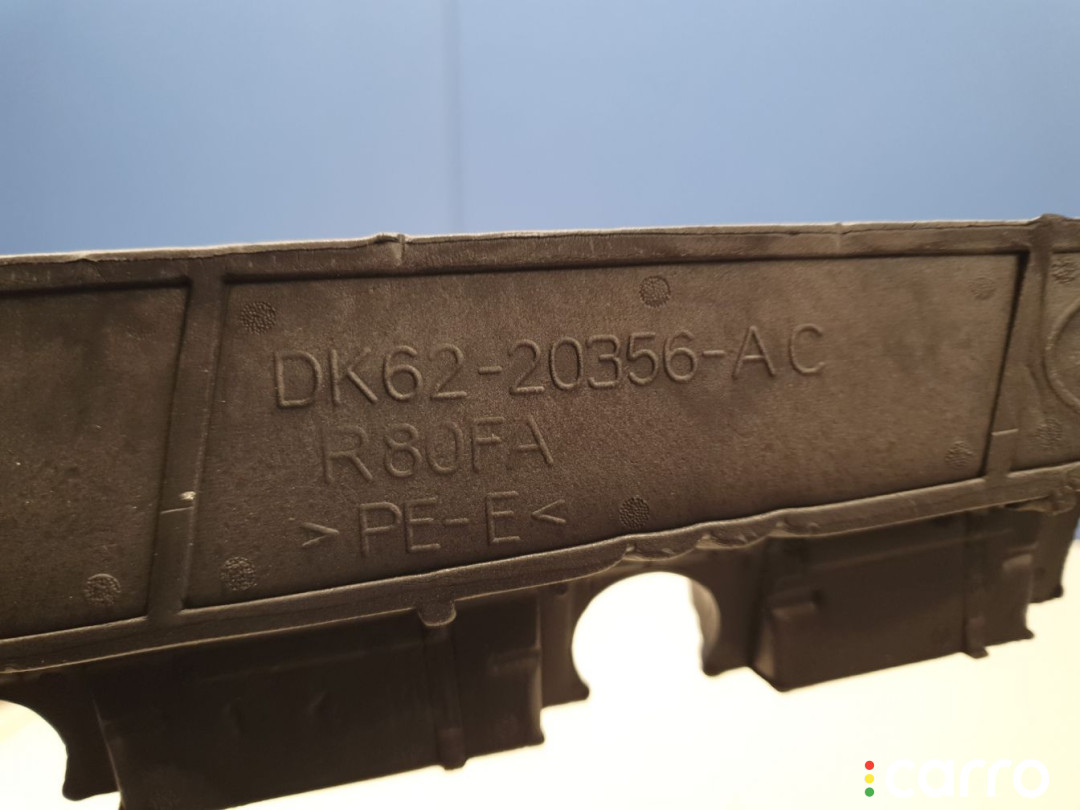 DK62-20356-AC
R80FA
>PE-E<
carro